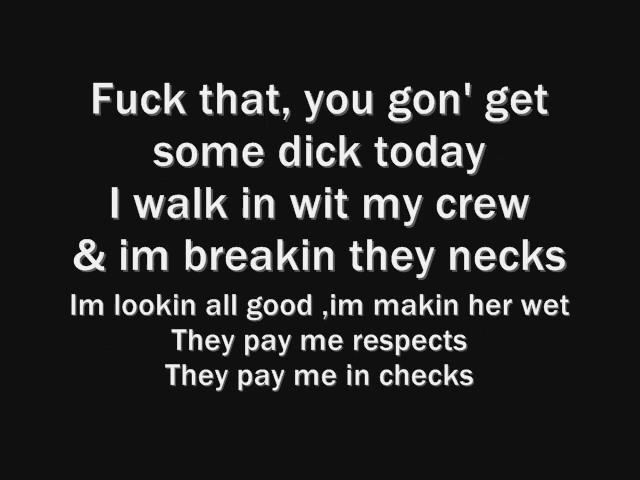 Fuck that, you gon' get
some dick today
I walk in wit my crew
& im breakin they necks
Im lookin all good ,im makin her wet
They pay me respects
They pay me in checks